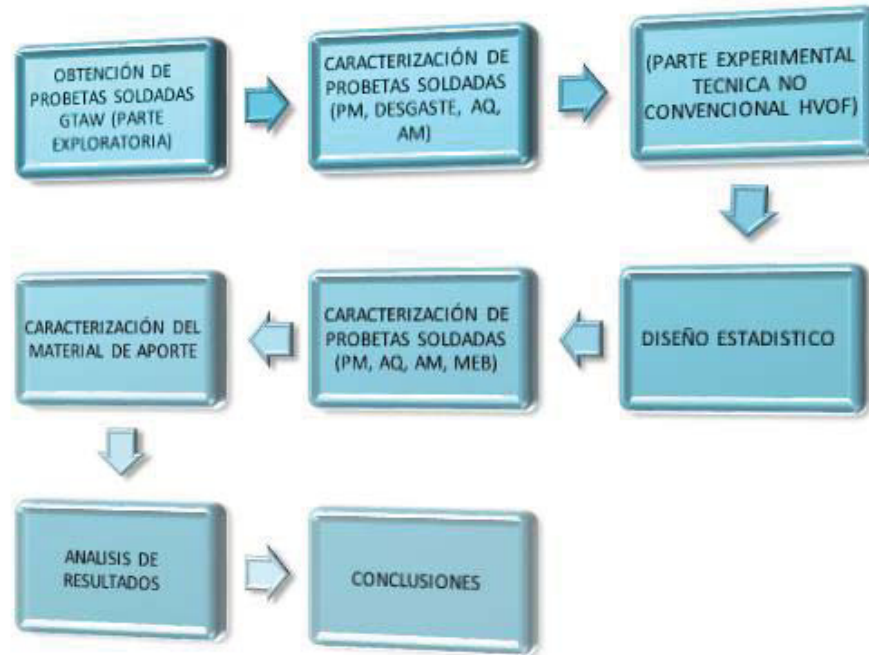 OBTENCIÓN DE
PROBETAS SOLDADAS
GTAW (PARTE
EXPLORATORIA)
CARACTERIZACIÓN DE
PROBETAS SOLDADAS
(PM, DESGASTE, AQ,
AM)
(PARTE EXPERIMENTAL
TECNICA NO
CONVENCIONAL HVOF)
DISEÑO ESTADISTICO
CARACTERIZACIÓN DE
PROBETAS SOLDADAS
(PM, AQ, AM, MEB)
CARACTERIZACIÓN DEL
MATERIAL DE APORTE
ANALISIS DE
RESULTADOS
CONCLUSIONES